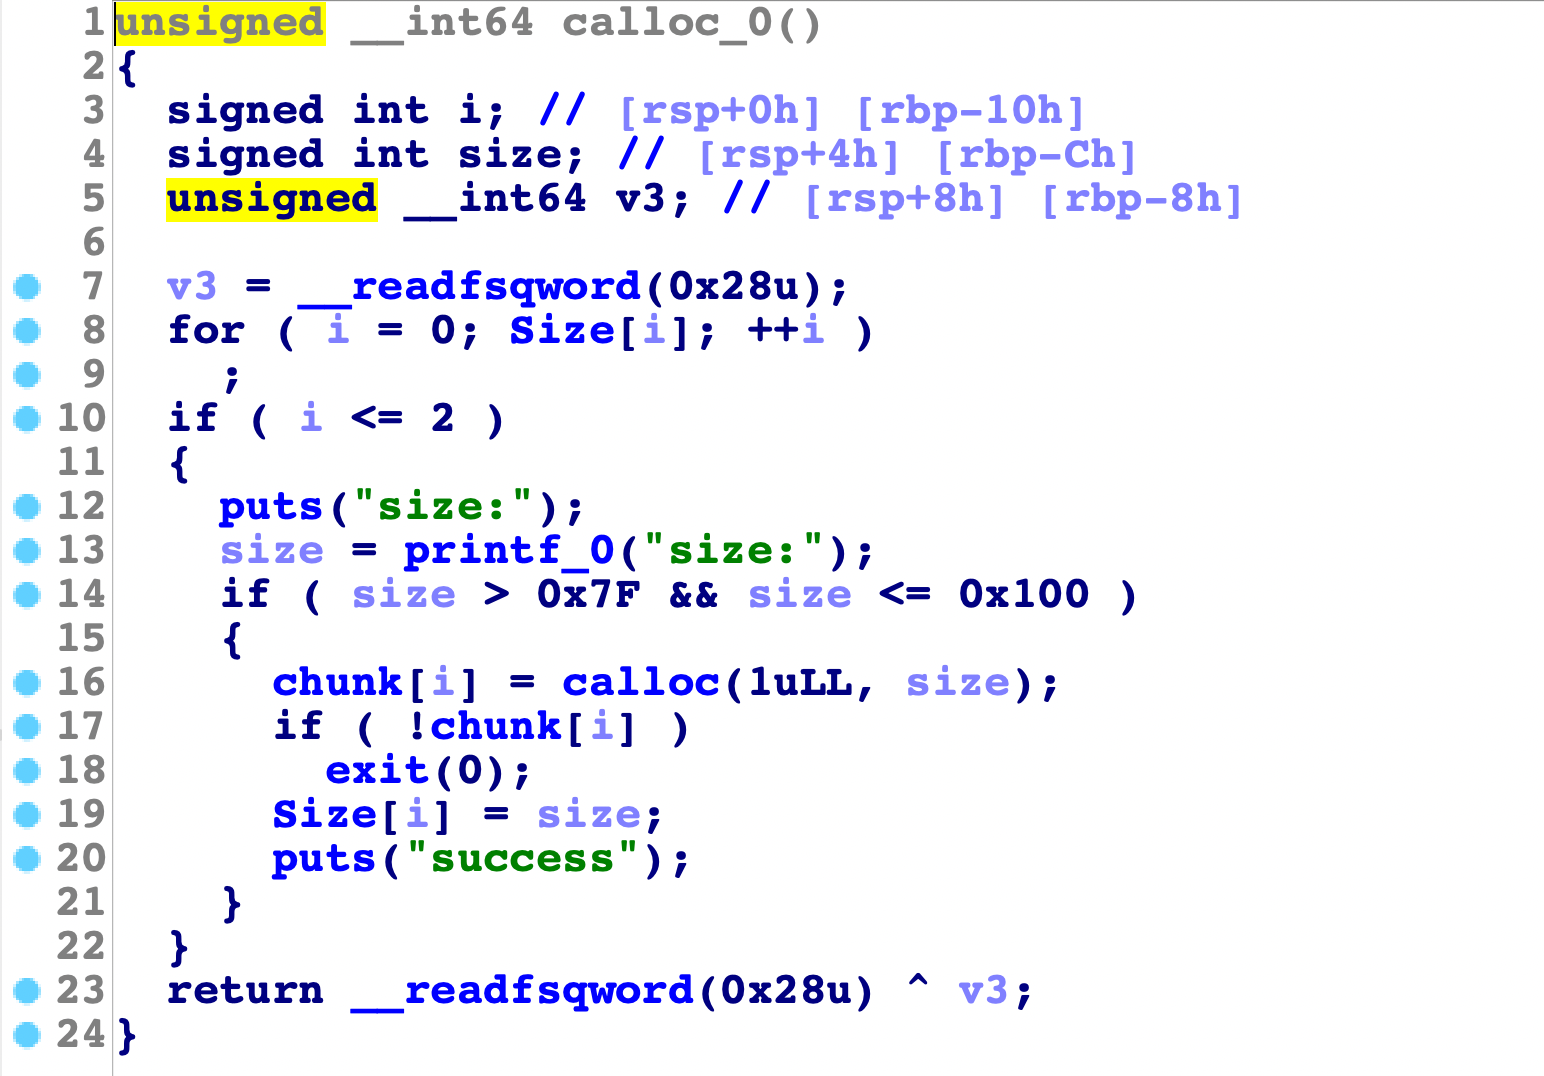 1 unsigned __int64 calloc_0()
2 {
3 signed int i; // [rsp+0h] [rbp-10h]
4 signed int size; // [rsp+4h] [rbp-Ch]
5 unsigned __int64 v3; // [rsp+8h] [rbp-8h]
6
7 v3 = __readfsqword(0x28u);
8 for ( i = 0; Size[i]; ++i )
9 ;
10 if ( i <= 2 )
11 {
12 puts("size:");
13 size = printf_0("size:");
14 if ( size > 0x7F && size <= 0x100 )
15 {
16 chunk[i] = calloc(1uLL, size);
17 if ( !chunk[i] )
18 exit(0);
19 Size[i] = size;
20 puts("success");
21 }
22 }
23 return __readfsqword(0x28u) ^ v3;
24 }